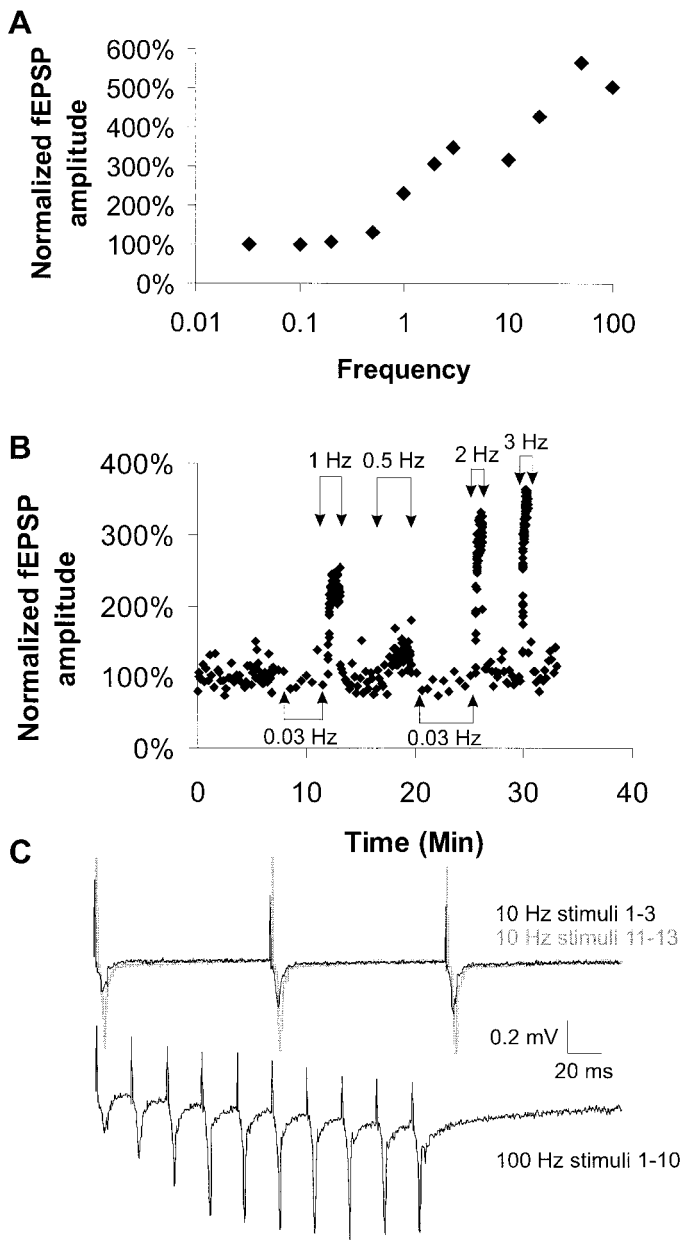 A
Normalized fEPSP
amplitude
600%
500%
400%
300%
200%
100%
0%
0.01
0.1
1
10
100
Frequency
B
Normalized fEPSP
amplitude
400%
300%
200%
100%
0%
1 Hz
0.5 Hz
2 Hz
3 Hz
0.03 Hz
0.03 Hz
0
10
20
30
40
Time (Min)
C
10 Hz stimuli 1-3
10 Hz stimuli 11-13
0.2 mV
20 ms
100 Hz stimuli 1-10